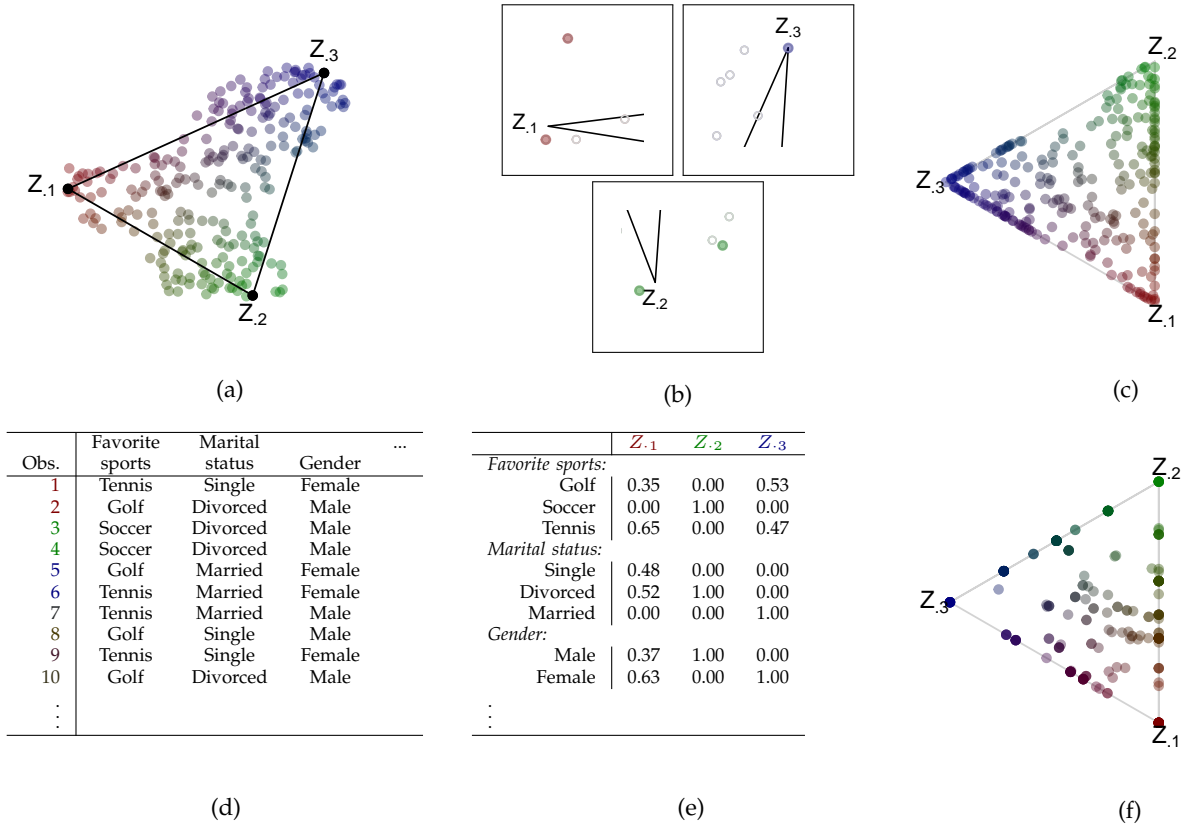 Z.3
Z.1
Z.2
(a)
Z.1
Z.3
Z.2
(b)
Z.2
Z.3
Z.1
(c)
Favorite Marital ...
Obs. sports status Gender
1 Tennis Single Female
2 Golf Divorced Male
3 Soccer Divorced Male
4 Soccer Divorced Male
5 Golf Married Female
6 Tennis Married Female
7 Tennis Married Male
8 Golf Single Male
9 Tennis Single Female
10 Golf Divorced Male
⋮
(d)
Z·1 Z·2 Z·3
Favorite sports:
Golf 0.35 0.00 0.53
Soccer 0.00 1.00 0.00
Tennis 0.65 0.00 0.47
Marital status:
Single 0.48 0.00 0.00
Divorced 0.52 1.00 0.00
Married 0.00 0.00 1.00
Gender:
Male 0.37 1.00 0.00
Female 0.63 0.00 1.00
⋮
(e)
Z.2
Z.3
Z.1
(f)